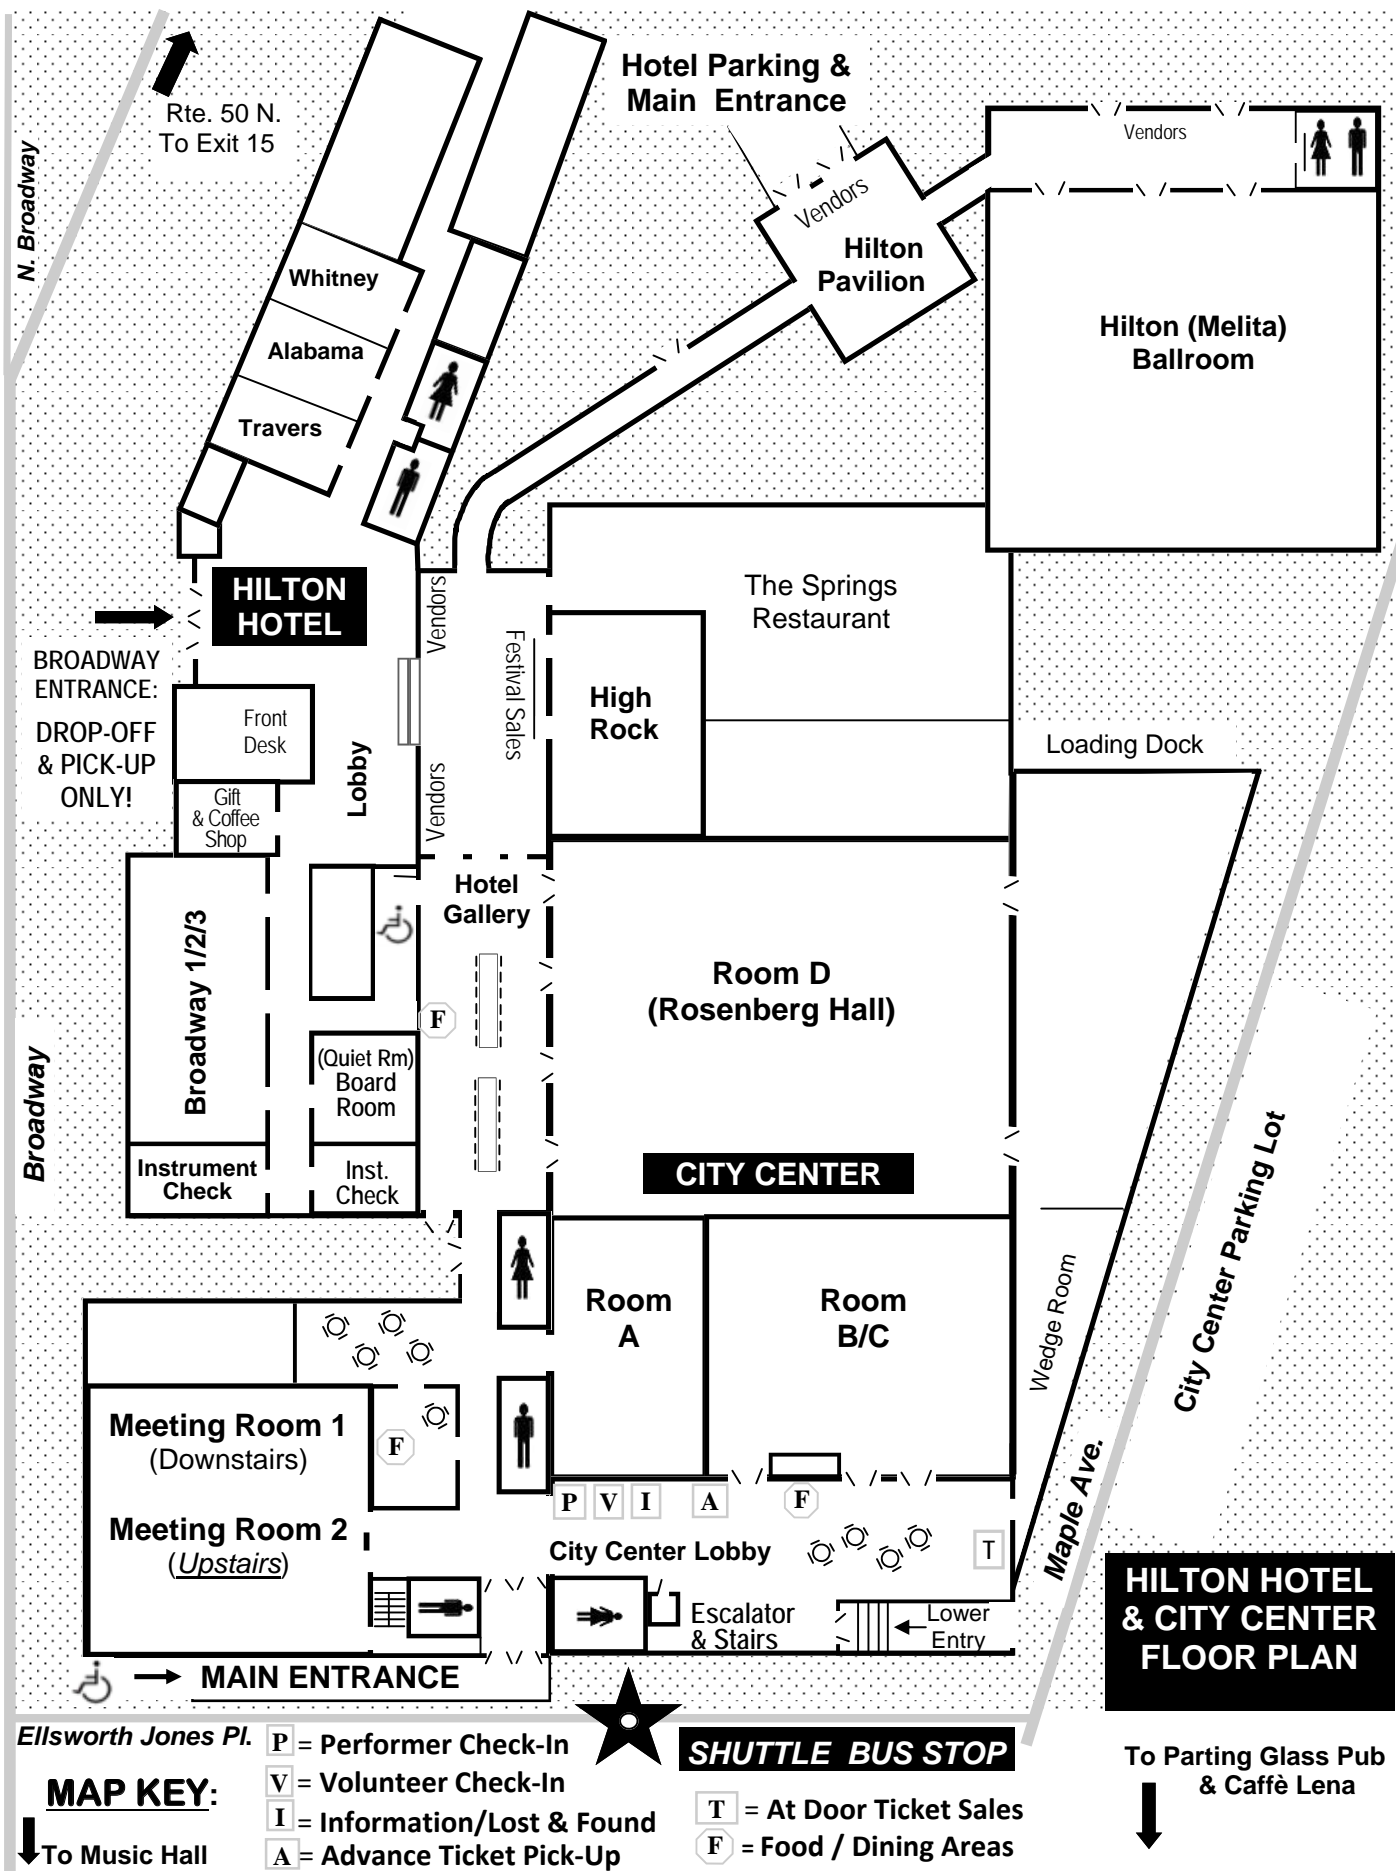 Hotel Parking &
Main Entrance
Rte. 50 N.
To Exit 15
N. Broadway
Vendors
Vendors
Hilton
Pavilion
Whitney
Alabama
Travers
Hilton (Melita)
Ballroom
HILTON
HOTEL
BROADWAY
ENTRANCE:
DROP-OFF
& PICK-UP
ONLY!
Front
Desk
Lobby
Gift
& Coffee
Shop
Vendors
Vendors
Festival Sales
The Springs
Restaurant
High
Rock
Loading Dock
Hotel
Gallery
Broadway 1/2/3
Room D
(Rosenberg Hall)
F
(Quiet Rm)
Board
Room
Broadway
Instrument
Check
Inst.
Check
CITY CENTER
City Center Parking Lot
Wedge Room
Room
A
Room
B/C
Meeting Room 1
(Downstairs)
F
Meeting Room 2
(Upstairs)
P V I A F
City Center Lobby
T
Maple Ave.
Escalator
& Stairs
Lower
Entry
MAIN ENTRANCE
HILTON HOTEL
& CITY CENTER
FLOOR PLAN
Ellsworth Jones Pl.
MAP KEY:
To Music Hall
P = Performer Check-In
V = Volunteer Check-In
I = Information/Lost & Found
A = Advance Ticket Pick-Up
SHUTTLE BUS STOP
T = At Door Ticket Sales
F = Food / Dining Areas
To Parting Glass Pub
& Caffè Lena